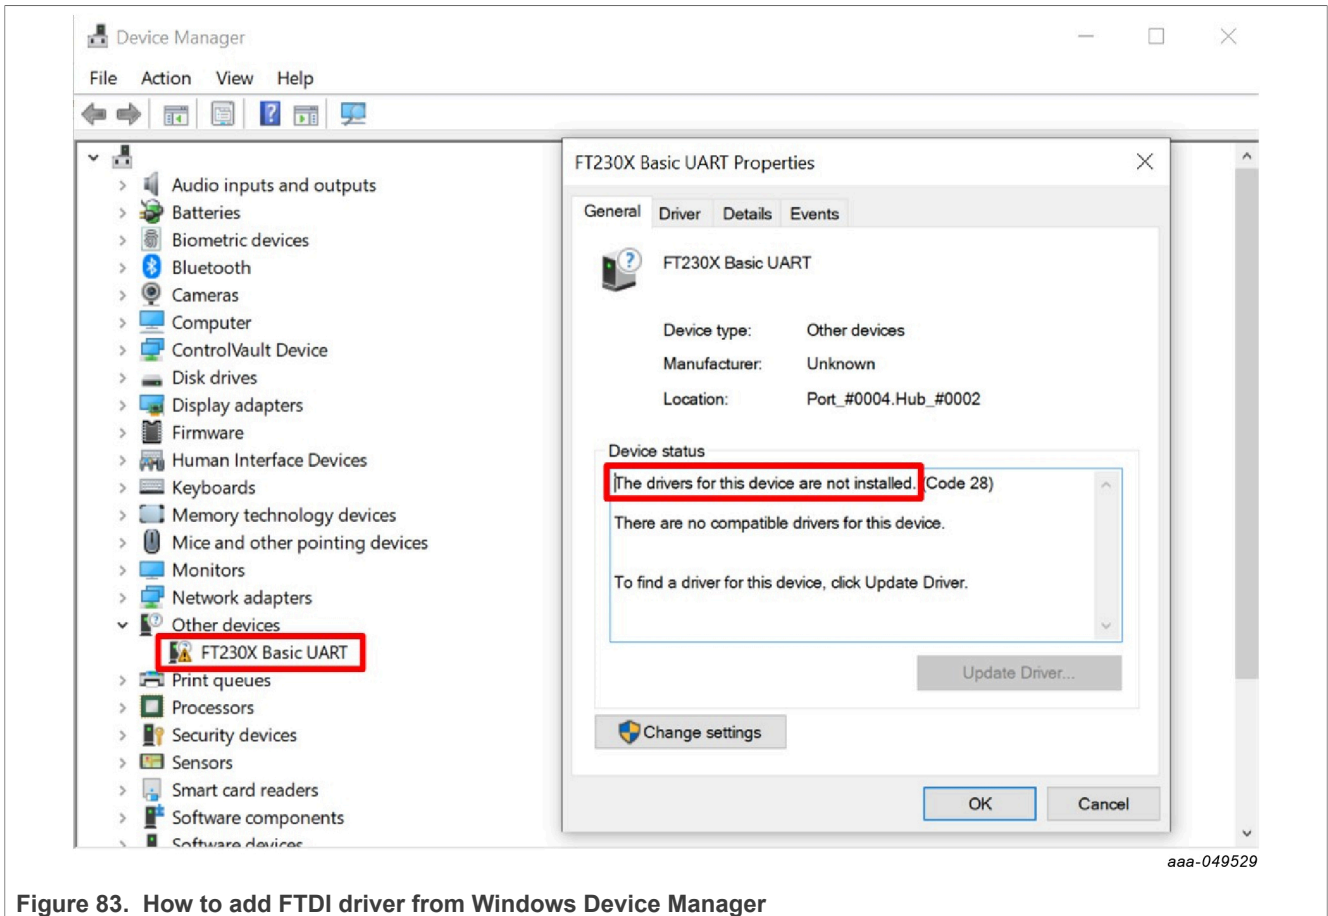 Device Manager
File Action View Help
Audio inputs and outputs
Batteries
Biometric devices
Bluetooth
Cameras
Computer
ControlVault Device
Disk drives
Display adapters
Firmware
Human Interface Devices
Keyboards
Memory technology devices
Mice and other pointing devices
Monitors
Network adapters
Other devices
FT230X Basic UART
Print queues
Processors
Security devices
Sensors
Smart card readers
Software components
Software devices
FT230X Basic UART Properties
General Driver Details Events
FT230X Basic UART
Device type: Other devices
Manufacturer: Unknown
Location: Port_#0004.Hub_#0002
Device status
The drivers for this device are not installed. (Code 28)
There are no compatible drivers for this device.
To find a driver for this device, click Update Driver.
Update Driver...
Change settings
OK Cancel
aaa-049529
Figure 83. How to add FTDI driver from Windows Device Manager